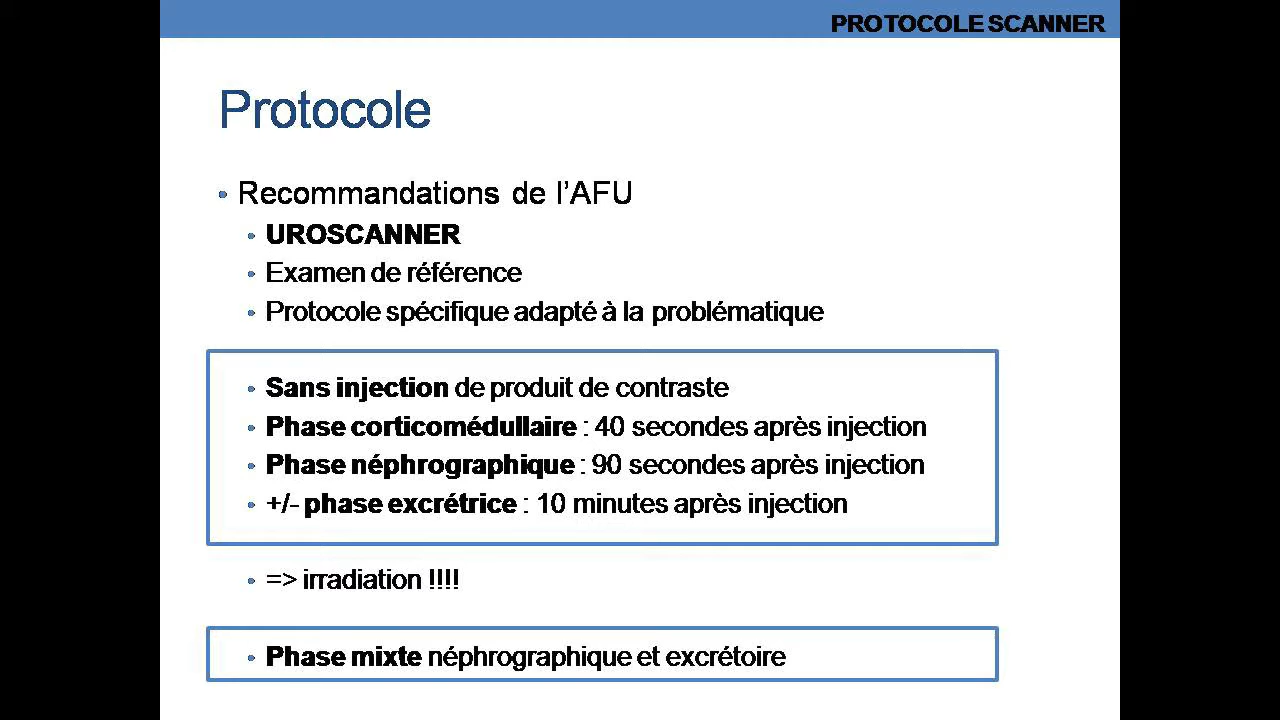 PROTOCOLE SCANNER
Protocole
• Recommandations de l’AFU
• UROSCANNER
• Examen de référence
• Protocole spécifique adapté à la problématique
• Sans injection de produit de contraste
• Phase corticomédullaire : 40 secondes après injection
• Phase néphrographique : 90 secondes après injection
• +/- phase excrétrice : 10 minutes après injection
• => irradiation !!!!
• Phase mixte néphrographique et excrétoire